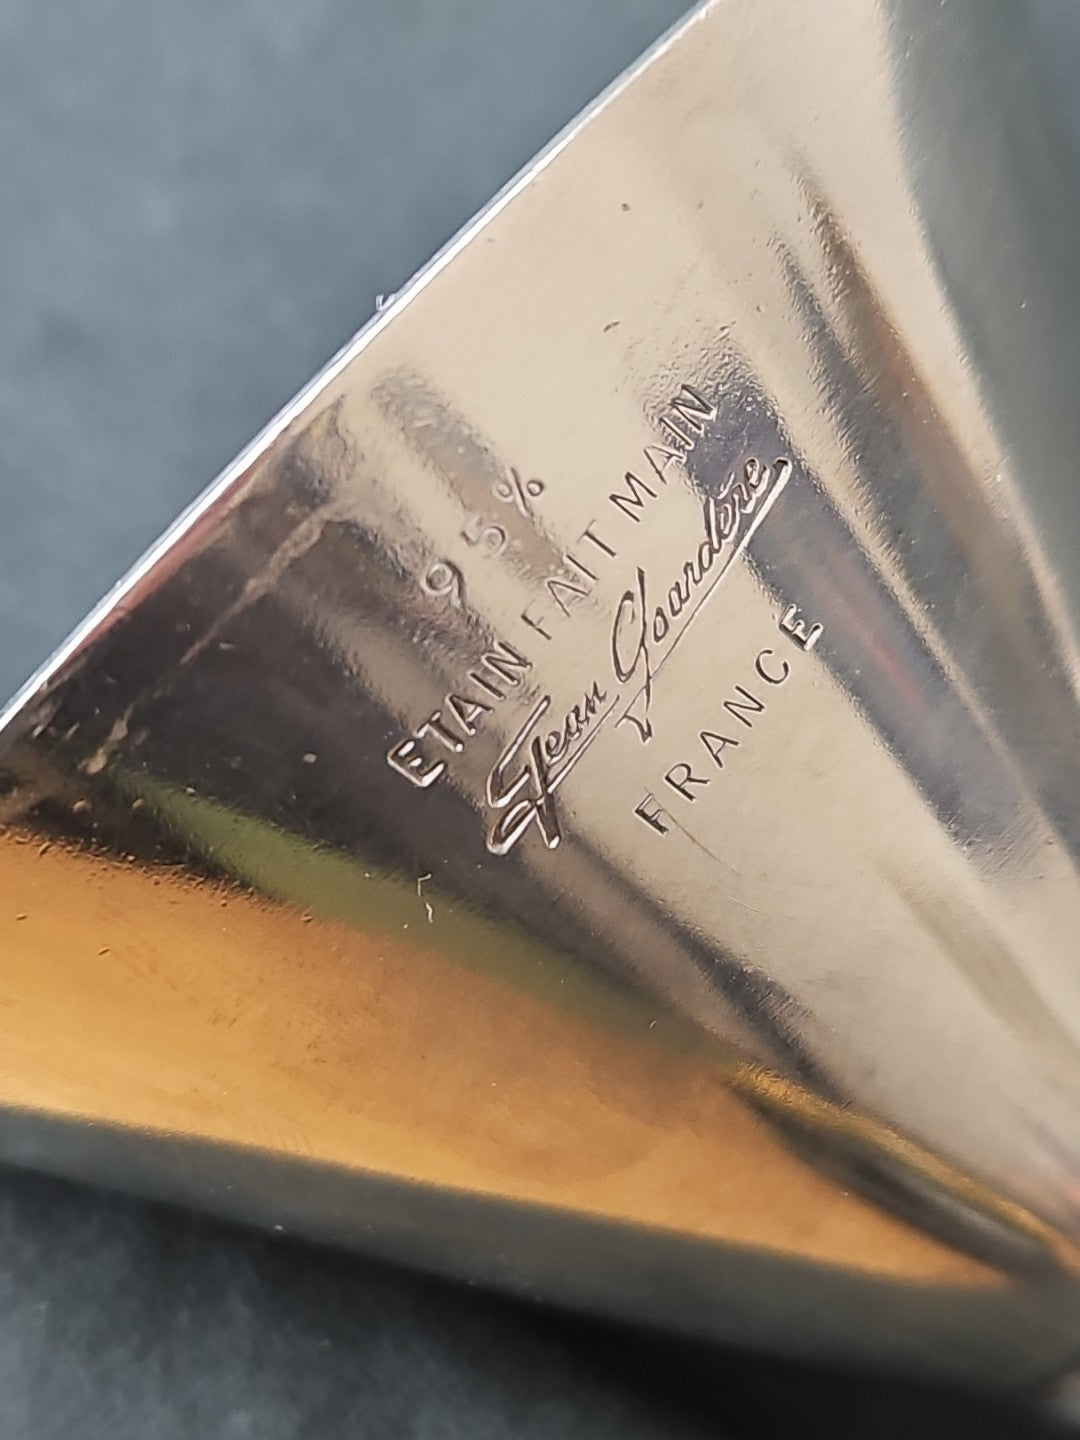 95%
ETAIN FAIT MAIN
Jean Goardère
FRANCE